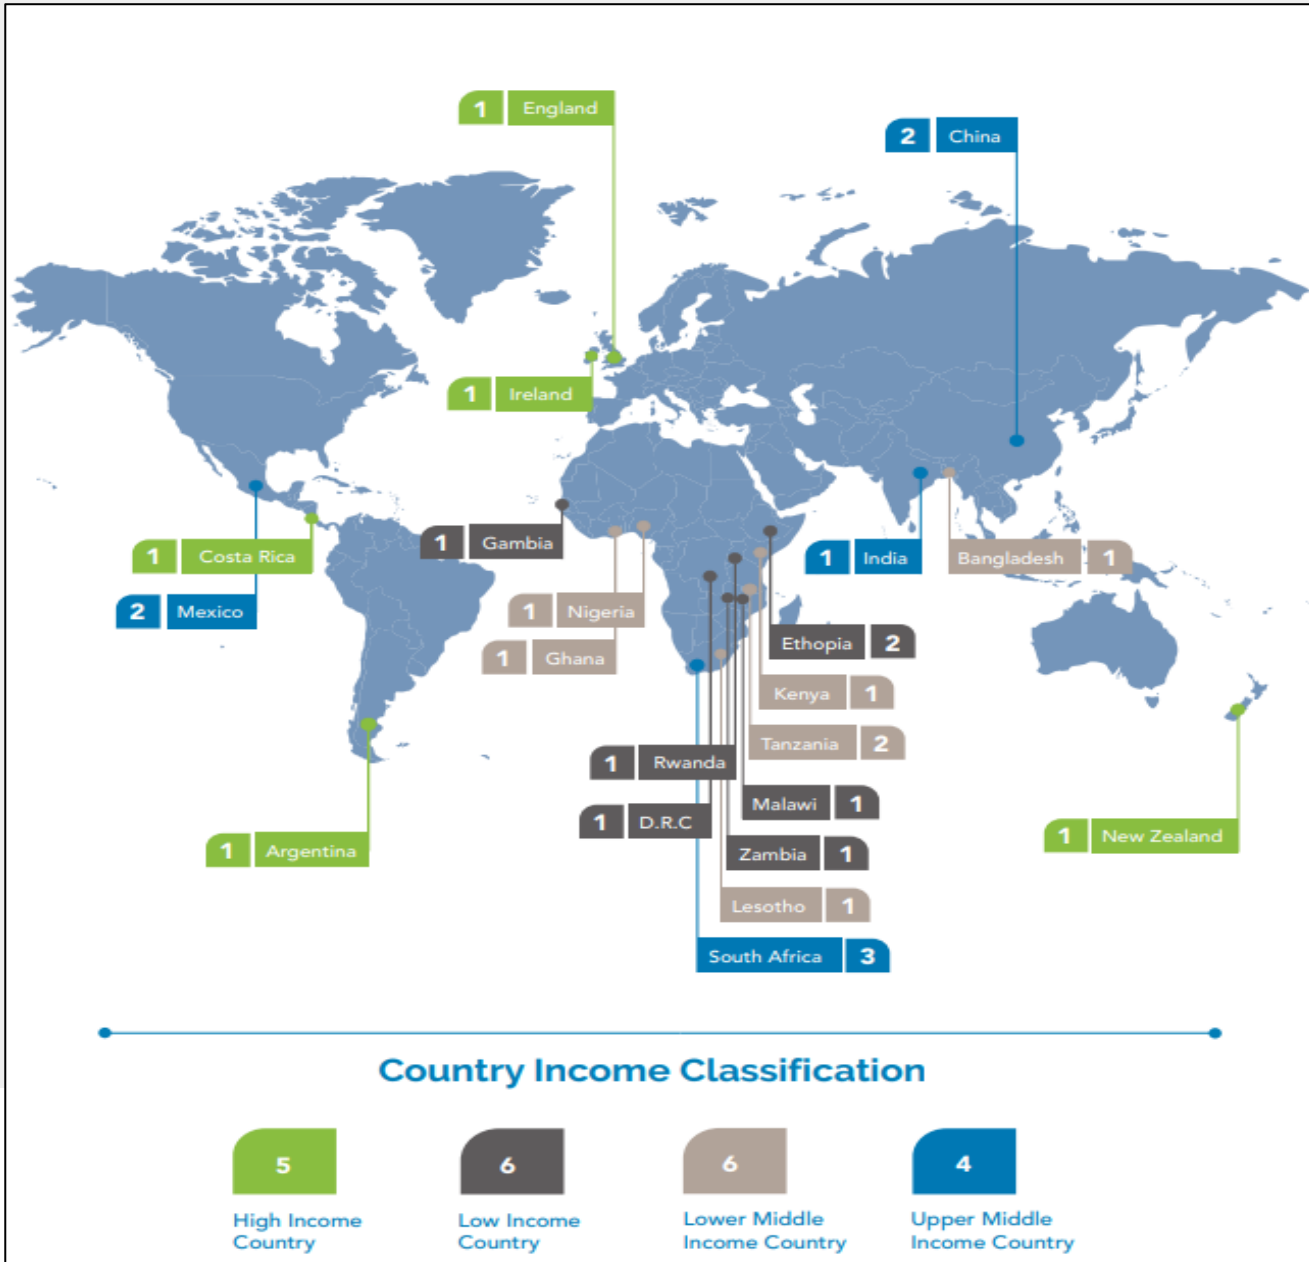 1 England
2 China
1 Ireland
1 Gambia
1 Costa Rica
1 India
Bangladesh 1
2 Mexico
1 Nigeria
1 Ghana
Ethopia 2
Kenya 1
Tanzania 2
1 Rwanda
Malawi 1
1 D.R.C
1 New Zealand
1 Argentina
Zambia 1
Lesotho 1
South Africa 3
Country Income Classification
5
6
6
4
High Income
Country
Low Income
Country
Lower Middle
Income Country
Upper Middle
Income Country